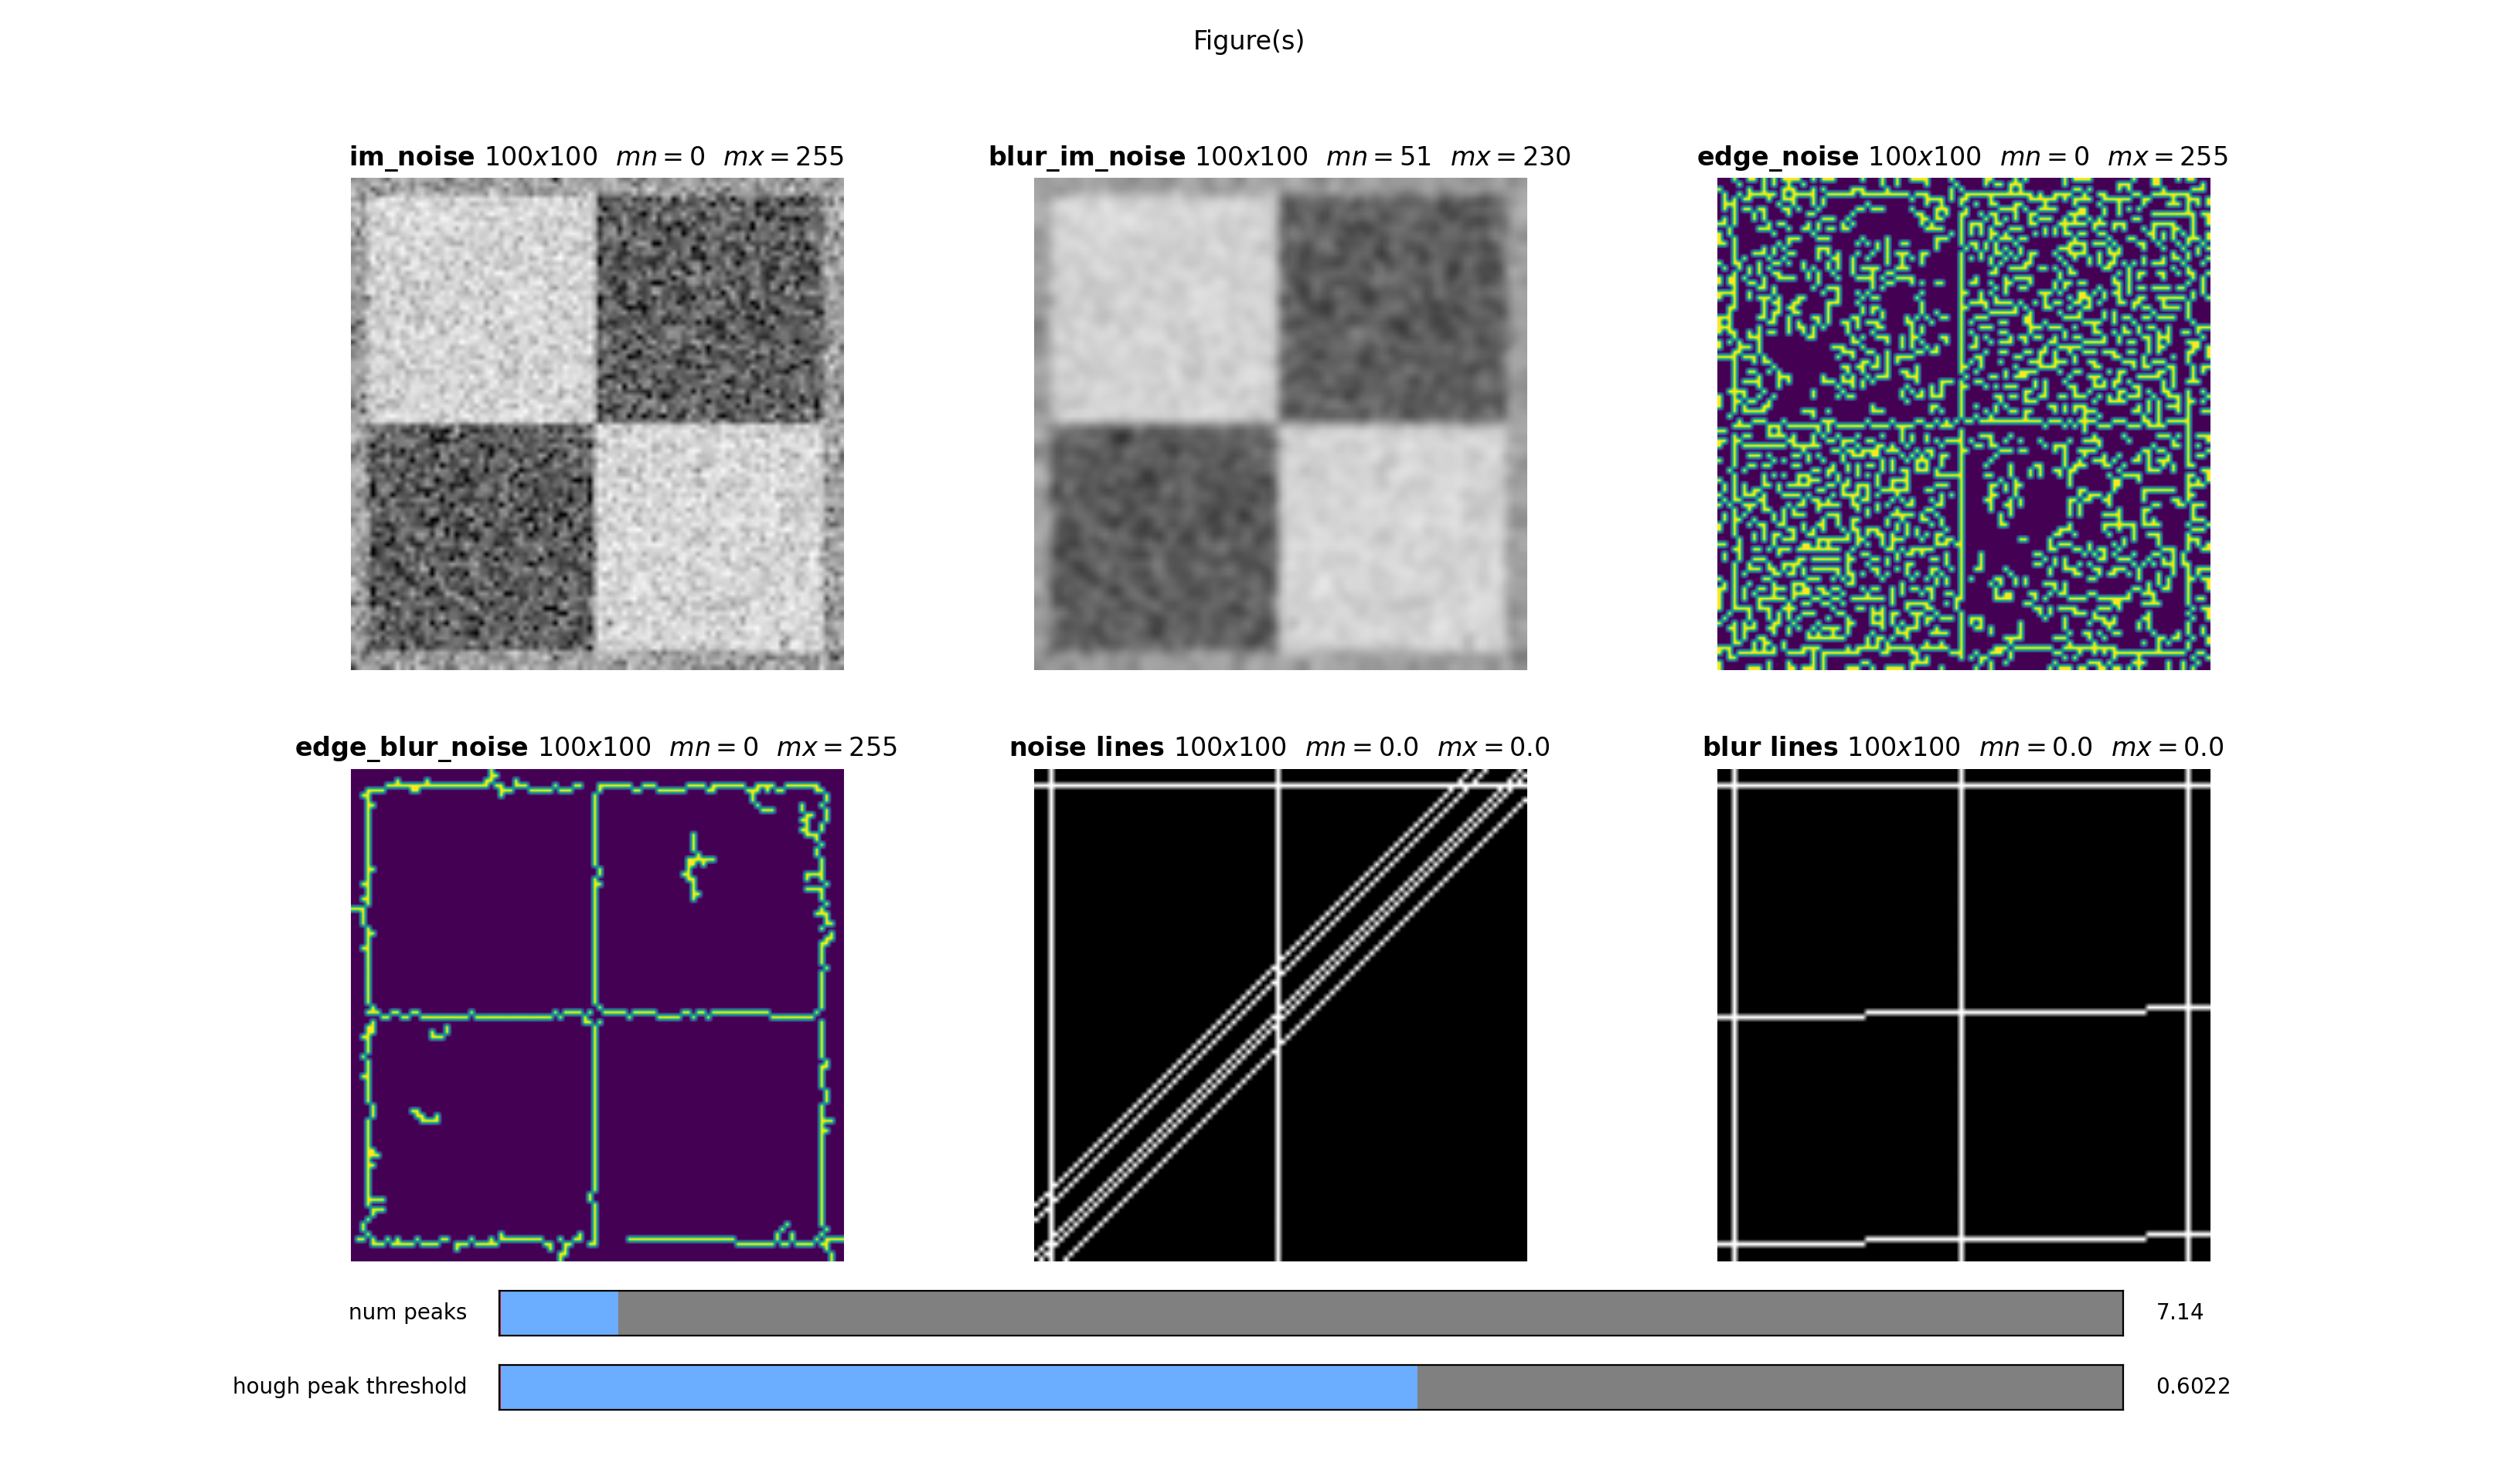 Figure(s)
im_noise 100x100 mn = 0 mx = 255
blur_im_noise 100x100 mn = 51 mx = 230
edge_noise 100x100 mn = 0 mx = 255
edge_blur_noise 100x100 mn = 0 mx = 255
noise lines 100x100 mn = 0.0 mx = 0.0
blur lines 100x100 mn = 0.0 mx = 0.0
num peaks 7.14
hough peak threshold 0.6022